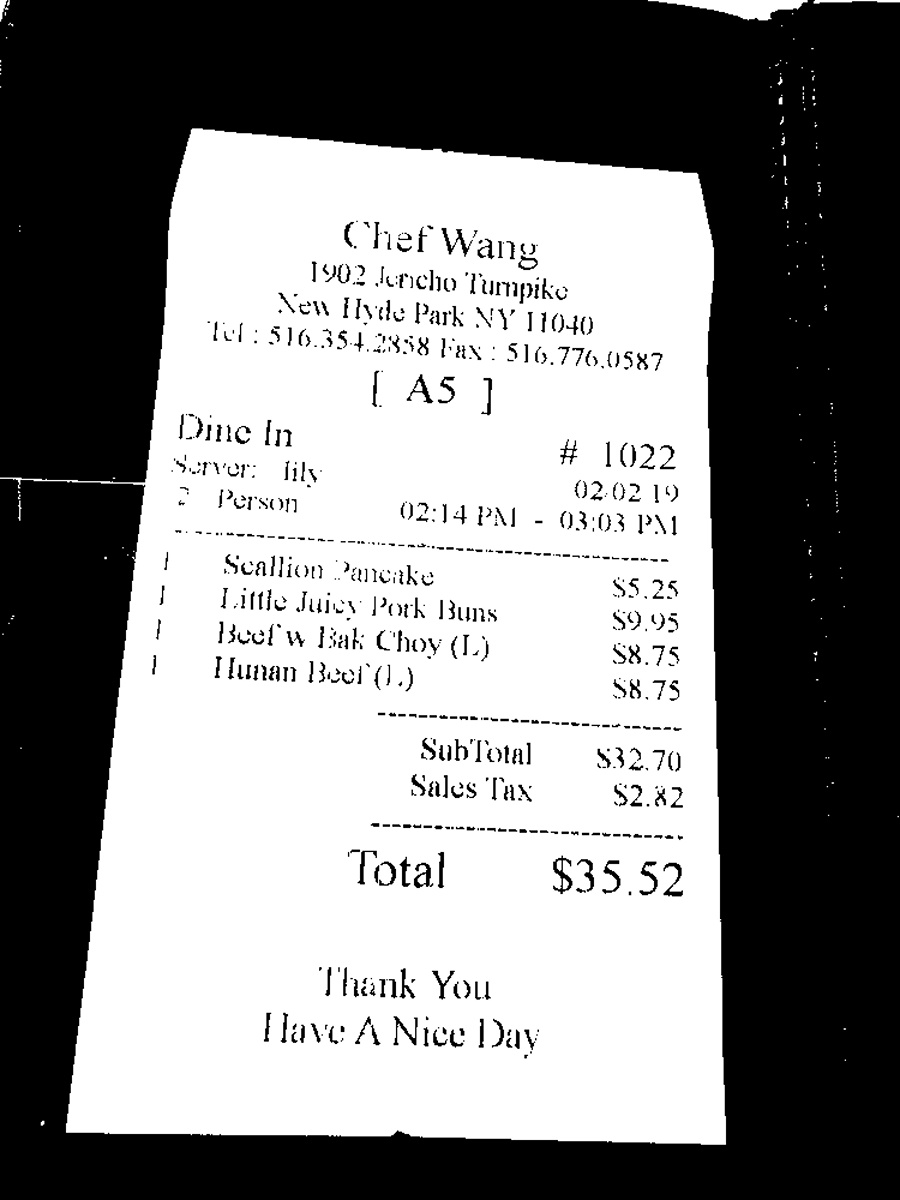 Chef Wang
1902 Jericho Turnpike
New Hyde Park NY 11040
Tel : 516.354.2858 Fax : 516.776.0587
[ A5 ]
Dine In # 1022
Server: lily 02/02/19
2 Person 02:14 PM - 03:03 PM
1 Scallion Pancake $5.25
1 Little Juicy Pork Buns $9.95
1 Beef w Bak Choy (L) $8.75
1 Hunan Beef (L) $8.75
SubTotal $32.70
Sales Tax $2.82
Total $35.52
Thank You
Have A Nice Day